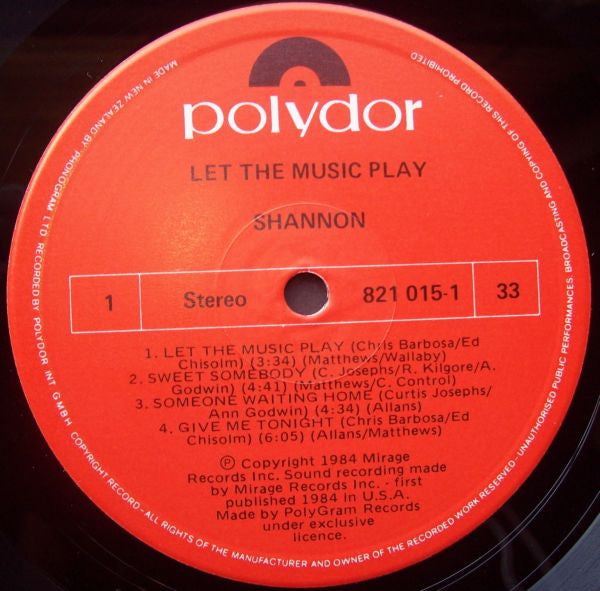 polydor
LET THE MUSIC PLAY
SHANNON
1 Stereo 821 015-1 33
1. LET THE MUSIC PLAY (Chris Barbosa/Ed
Chisolm) (3:34) (Matthews/Wallaby)
2. SWEET SOMEBODY (C. Josephs/R. Kilgore/A.
Godwin) (4:41) (Matthews/C. Control)
3. SOMEONE WAITING HOME (Curtis Josephs/
Ann Godwin) (4:34) (Allans)
4. GIVE ME TONIGHT (Chris Barbosa/Ed
Chisolm) (6:05) (Allans/Matthews)
Ⓟ Copyright 1984 Mirage
Records Inc. Sound recording made
by Mirage Records Inc. - first
published 1984 in U.S.A.
Made by PolyGram Records
under exclusive
licence.
MADE IN NEW ZEALAND BY PHONOGRAM LTD RECORDED BY POLYDOR INT GMBH COPYRIGHT RECORD - ALL RIGHTS OF THE MANUFACTURER AND OWNER OF THE RECORDED WORK RESERVED - UNAUTHORISED PUBLIC PERFORMANCES, BROADCASTING AND COPYING OF THIS RECORD PROHIBITED